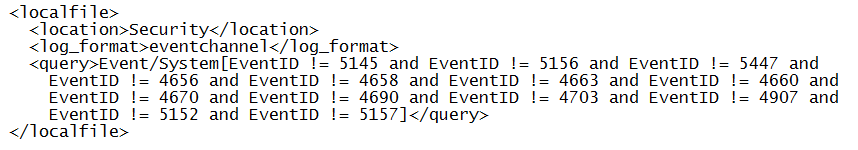 <localfile>
  <location>Security</location>
  <log_format>eventchannel</log_format>
  <query>Event/System[EventID != 5145 and EventID != 5156 and EventID != 5447 and
    EventID != 4656 and EventID != 4658 and EventID != 4663 and EventID != 4660 and
    EventID != 4670 and EventID != 4690 and EventID != 4703 and EventID != 4907 and
    EventID != 5152 and EventID != 5157]</query>
</localfile>